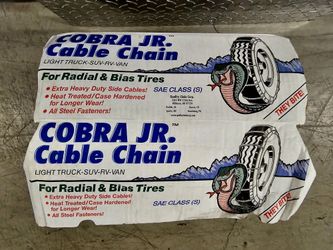 COBRA JR.™
Cable Chain
LIGHT TRUCK-SUV-RV-VAN
For Radial & Bias Tires
• Extra Heavy Duty Side Cables!
• Heat Treated/Case Hardened
for Longer Wear!
• All Steel Fasteners!
SAE CLASS (S)
THEY BITE!
COBRA JR.™
Cable Chain
LIGHT TRUCK-SUV-RV-VAN
For Radial & Bias Tires
• Extra Heavy Duty Side Cables!
• Heat Treated/Case Hardened
for Longer Wear!
• All Steel Fasteners!
SAE CLASS (S)
THEY BITE!